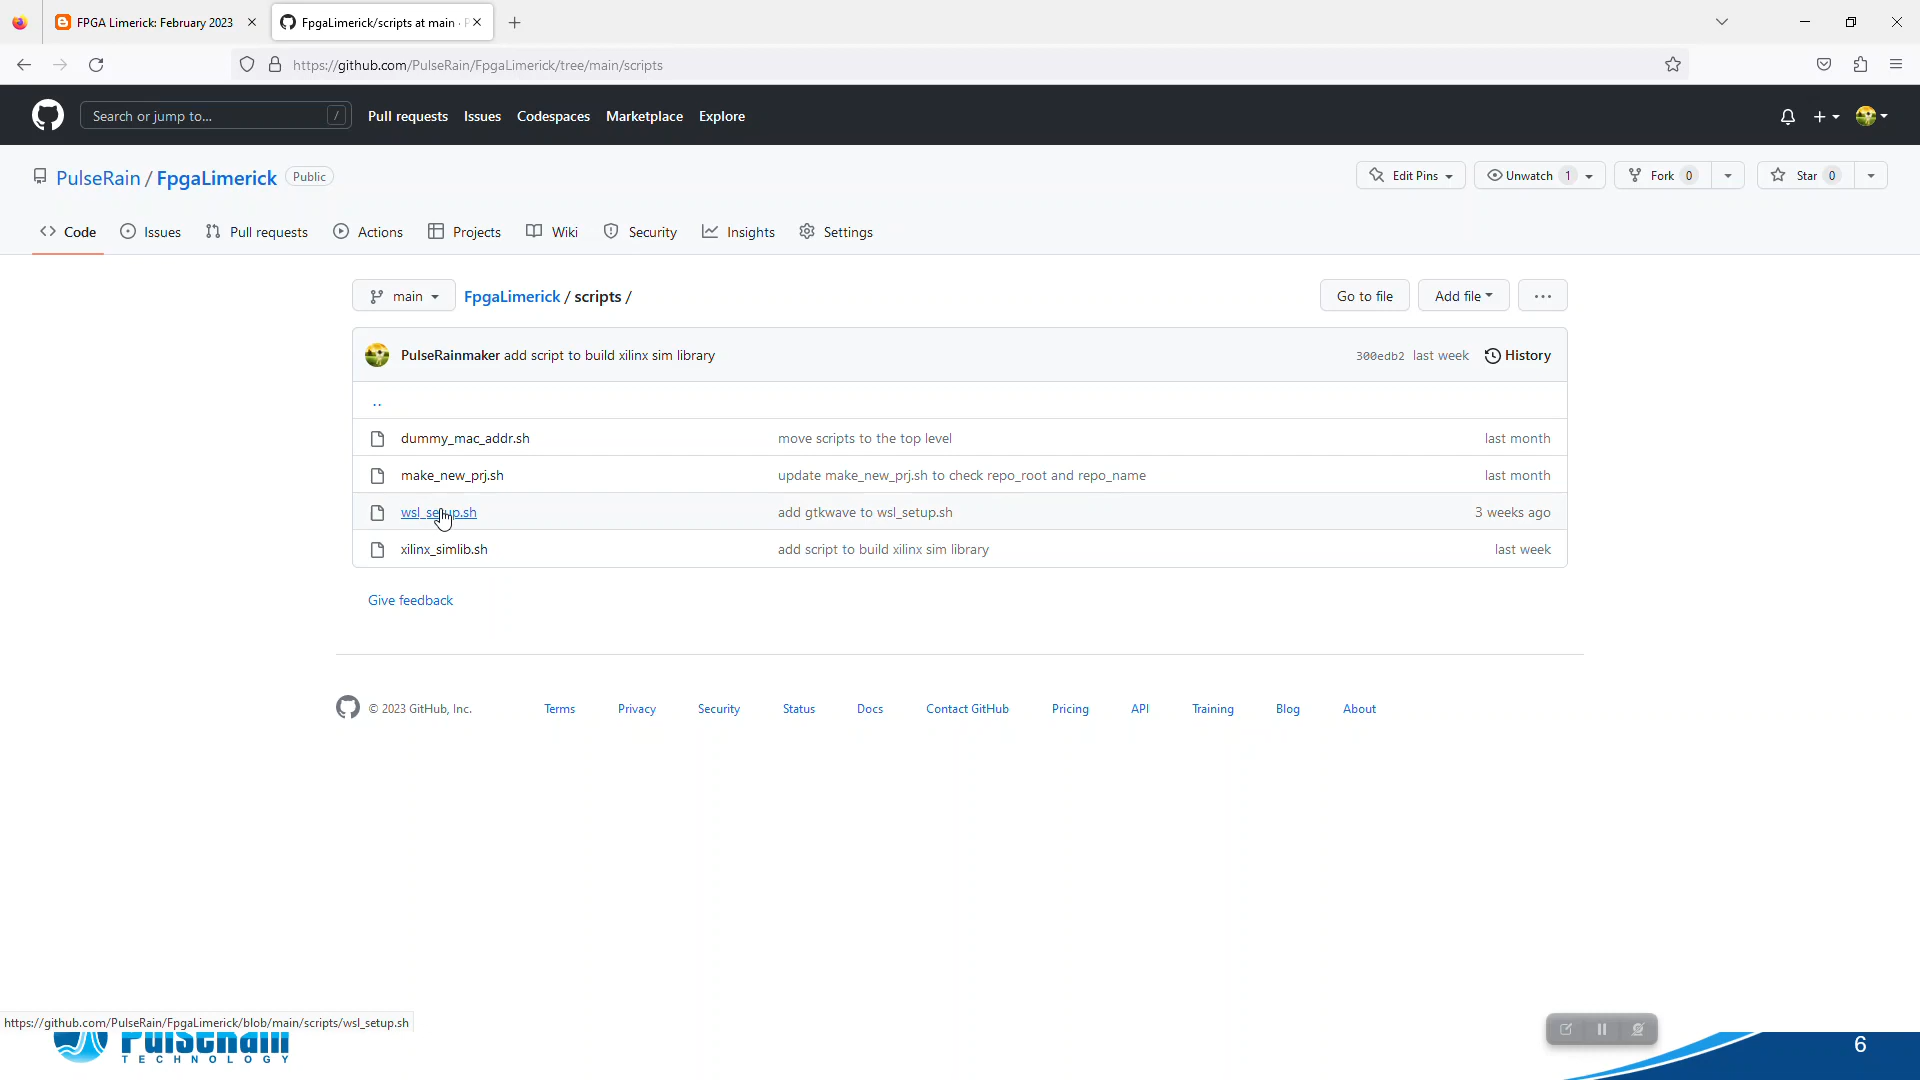 FPGA Limerick: February 2023
FpgaLimerick/scripts at main ·
https://github.com/PulseRain/FpgaLimerick/tree/main/scripts
Search or jump to... /
Pull requests Issues Codespaces Marketplace Explore
PulseRain / FpgaLimerick Public
Edit Pins Unwatch 1 Fork 0 Star 0
Code Issues Pull requests Actions Projects Wiki Security Insights Settings
main FpgaLimerick / scripts / Go to file Add file ...
PulseRainmaker add script to build xilinx sim library 300edb2 last week History
..
dummy_mac_addr.sh move scripts to the top level last month
make_new_prj.sh update make_new_prj.sh to check repo_root and repo_name last month
wsl_setup.sh add gtkwave to wsl_setup.sh 3 weeks ago
xilinx_simlib.sh add script to build xilinx sim library last week
Give feedback
© 2023 GitHub, Inc. Terms Privacy Security Status Docs Contact GitHub Pricing API Training Blog About
https://github.com/PulseRain/FpgaLimerick/blob/main/scripts/wsl_setup.sh
PulseRain
TECHNOLOGY
6